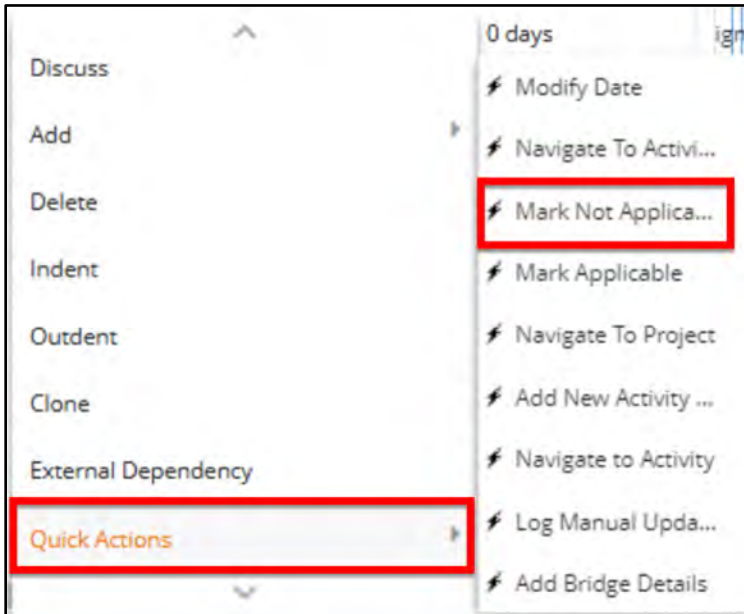 Discuss
Add
Delete
Indent
Outdent
Clone
External Dependency
Quick Actions
0 days
Modify Date
Navigate To Activi...
Mark Not Applica...
Mark Applicable
Navigate To Project
Add New Activity ...
Navigate to Activity
Log Manual Upda...
Add Bridge Details